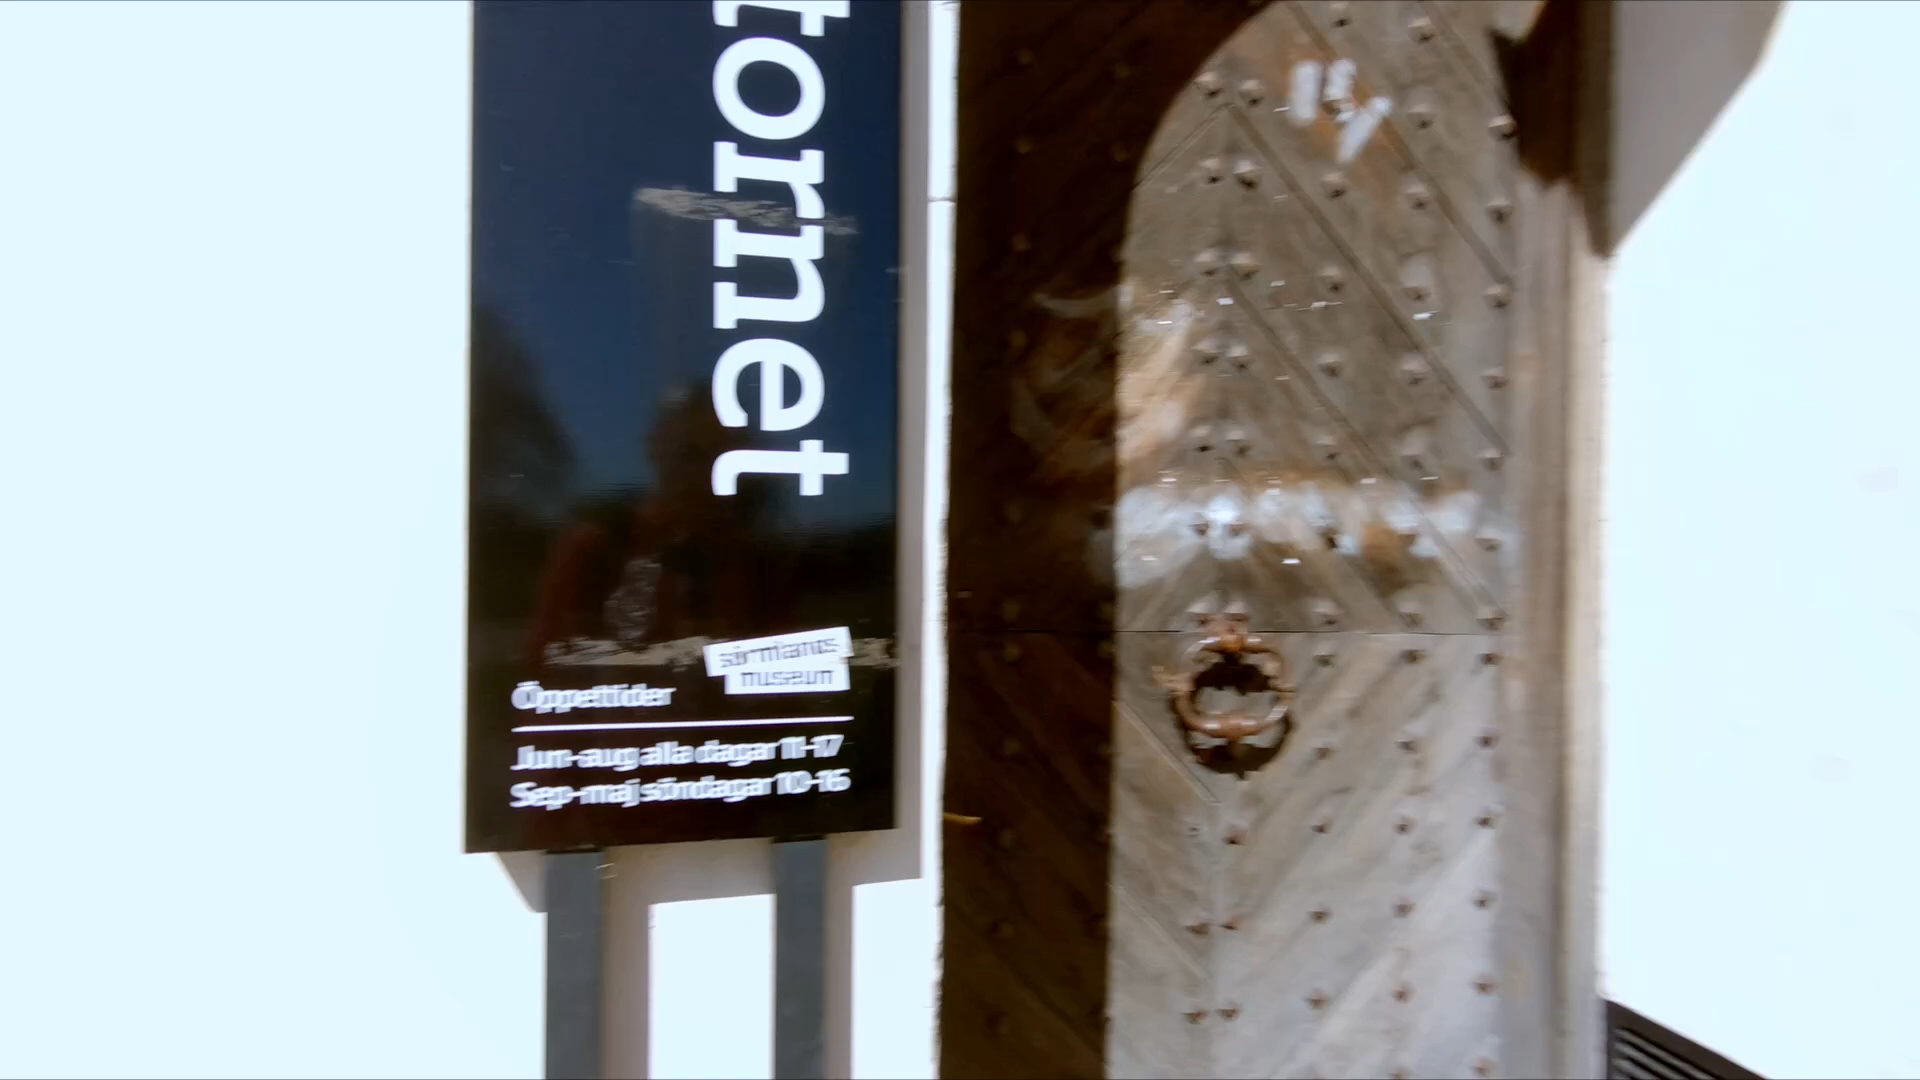 tornet
sörmlands
museum
Öppettider
Jun-aug alla dagar 11-17
Sep-maj söndagar 10-16